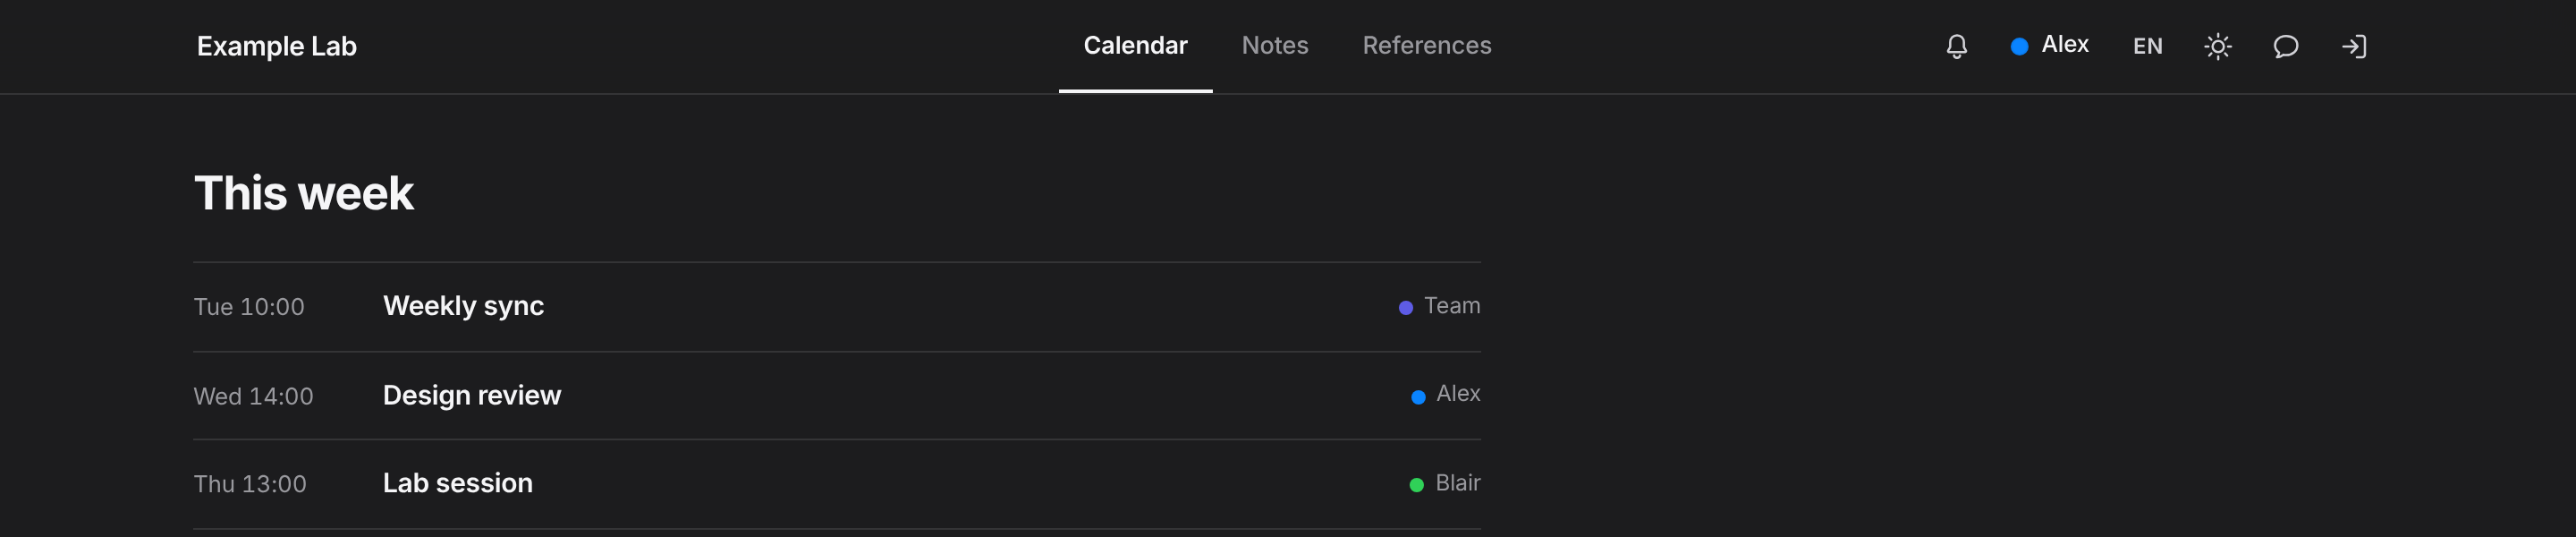 Example Lab
Calendar Notes References
Alex EN
This week
Tue 10:00 Weekly sync Team
Wed 14:00 Design review Alex
Thu 13:00 Lab session Blair